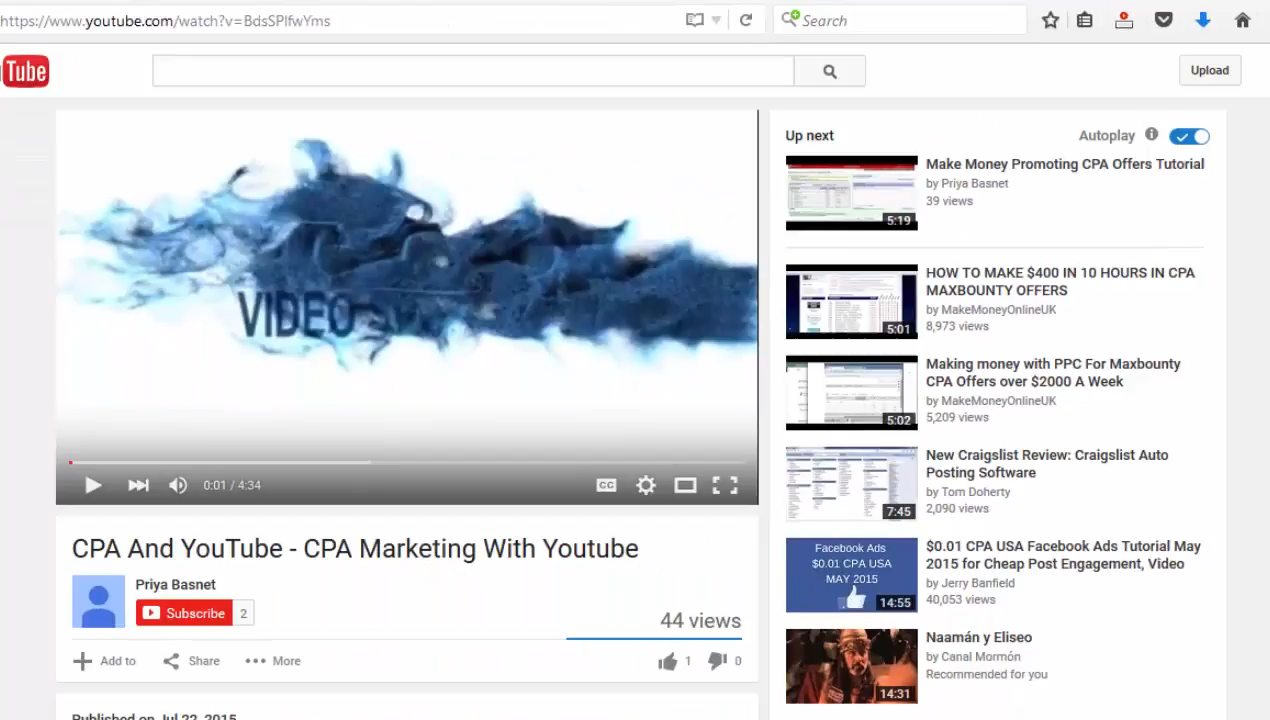 https://www.youtube.com/watch?v=BdsSPlfwYms
Search
Tube
Upload
VIDEO
0:01 / 4:34
CC
CPA And YouTube - CPA Marketing With Youtube
Priya Basnet
Subscribe 2
44 views
Add to Share More
1 0
Published on Jul 22, 2015
Up next Autoplay
Make Money Promoting CPA Offers Tutorial
by Priya Basnet
39 views
5:19
HOW TO MAKE $400 IN 10 HOURS IN CPA
MAXBOUNTY OFFERS
by MakeMoneyOnlineUK
8,973 views
5:01
Making money with PPC For Maxbounty
CPA Offers over $2000 A Week
by MakeMoneyOnlineUK
5,209 views
5:02
New Craigslist Review: Craigslist Auto
Posting Software
by Tom Doherty
2,090 views
7:45
Facebook Ads
$0.01 CPA USA
MAY 2015
14:55
$0.01 CPA USA Facebook Ads Tutorial May
2015 for Cheap Post Engagement, Video
by Jerry Banfield
40,053 views
Naamán y Eliseo
by Canal Mormón
Recommended for you
14:31